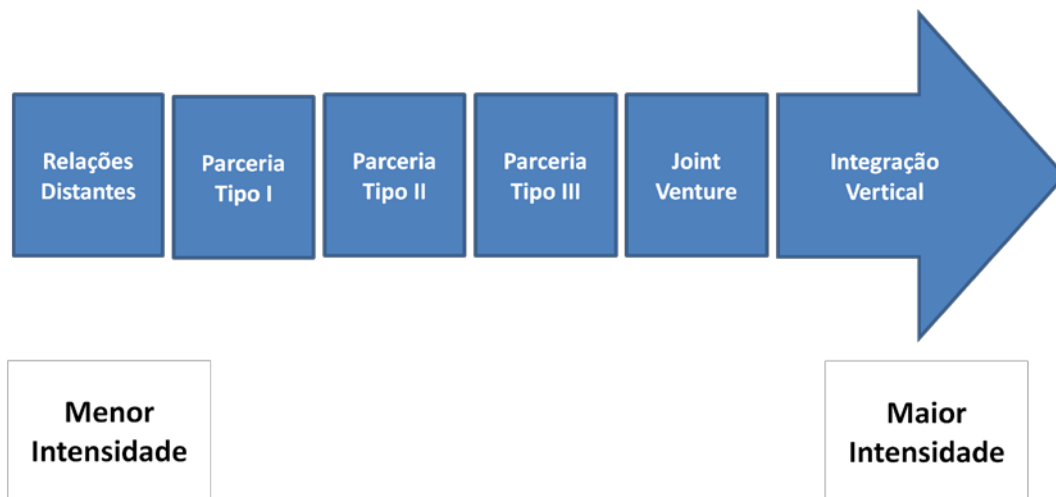 Relações
Distantes
Parceria
Tipo I
Parceria
Tipo II
Parceria
Tipo III
Joint
Venture
Integração
Vertical
Menor
Intensidade
Maior
Intensidade